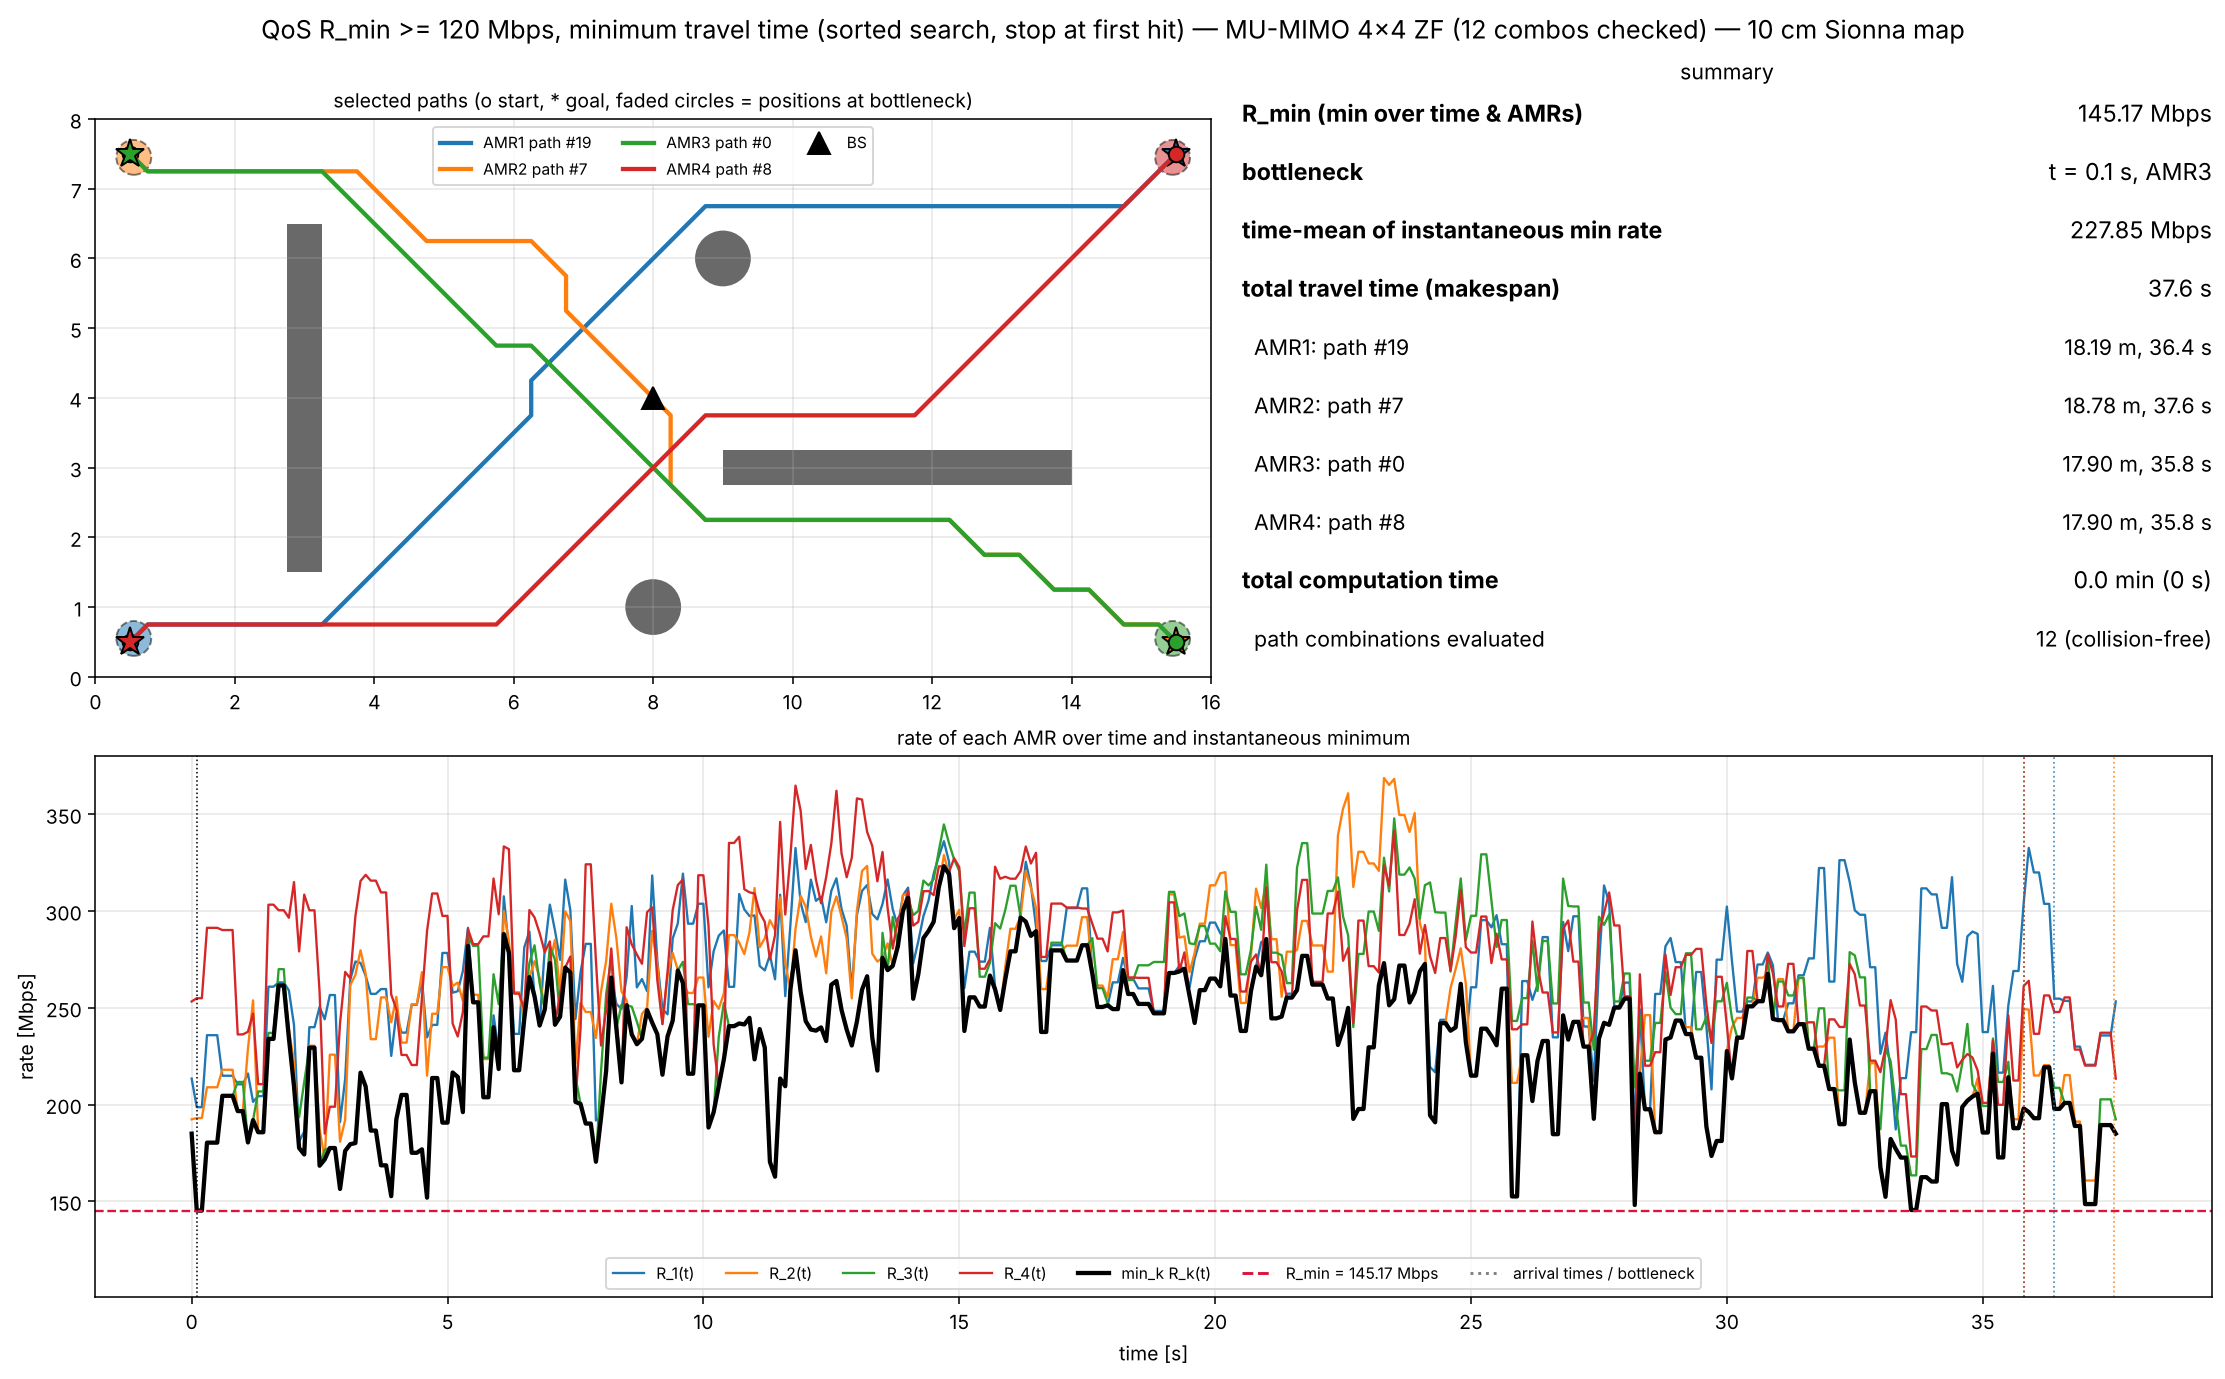 QoS R_min >= 120 Mbps, minimum travel time (sorted search, stop at first hit) — MU-MIMO 4×4 ZF (12 combos checked) — 10 cm Sionna map
selected paths (o start, * goal, faded circles = positions at bottleneck)
AMR1 path #19
AMR2 path #7
AMR3 path #0
AMR4 path #8
BS
8
7
6
5
4
3
2
1
0
0 2 4 6 8 10 12 14 16
summary
R_min (min over time & AMRs) 145.17 Mbps
bottleneck t = 0.1 s, AMR3
time-mean of instantaneous min rate 227.85 Mbps
total travel time (makespan) 37.6 s
AMR1: path #19 18.19 m, 36.4 s
AMR2: path #7 18.78 m, 37.6 s
AMR3: path #0 17.90 m, 35.8 s
AMR4: path #8 17.90 m, 35.8 s
total computation time 0.0 min (0 s)
path combinations evaluated 12 (collision-free)
rate of each AMR over time and instantaneous minimum
rate [Mbps]
350
300
250
200
150
R_1(t) R_2(t) R_3(t) R_4(t) min_k R_k(t) R_min = 145.17 Mbps arrival times / bottleneck
0 5 10 15 20 25 30 35
time [s]